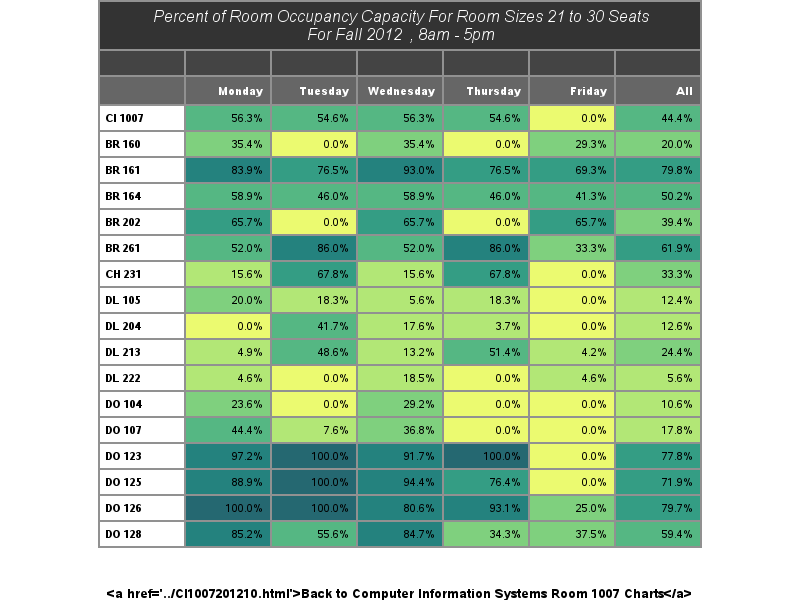 Percent of Room Occupancy Capacity For Room Sizes 21 to 30 Seats
For Fall 2012 , 8am - 5pm
Monday Tuesday Wednesday Thursday Friday All
CI 1007 56.3% 54.6% 56.3% 54.6% 0.0% 44.4%
BR 160 35.4% 0.0% 35.4% 0.0% 29.3% 20.0%
BR 161 83.9% 76.5% 93.0% 76.5% 69.3% 79.8%
BR 164 58.9% 46.0% 58.9% 46.0% 41.3% 50.2%
BR 202 65.7% 0.0% 65.7% 0.0% 65.7% 39.4%
BR 261 52.0% 86.0% 52.0% 86.0% 33.3% 61.9%
CH 231 15.6% 67.8% 15.6% 67.8% 0.0% 33.3%
DL 105 20.0% 18.3% 5.6% 18.3% 0.0% 12.4%
DL 204 0.0% 41.7% 17.6% 3.7% 0.0% 12.6%
DL 213 4.9% 48.6% 13.2% 51.4% 4.2% 24.4%
DL 222 4.6% 0.0% 18.5% 0.0% 4.6% 5.6%
DO 104 23.6% 0.0% 29.2% 0.0% 0.0% 10.6%
DO 107 44.4% 7.6% 36.8% 0.0% 0.0% 17.8%
DO 123 97.2% 100.0% 91.7% 100.0% 0.0% 77.8%
DO 125 88.9% 100.0% 94.4% 76.4% 0.0% 71.9%
DO 126 100.0% 100.0% 80.6% 93.1% 25.0% 79.7%
DO 128 85.2% 55.6% 84.7% 34.3% 37.5% 59.4%
<a href='../CI1007201210.html'>Back to Computer Information Systems Room 1007 Charts</a>